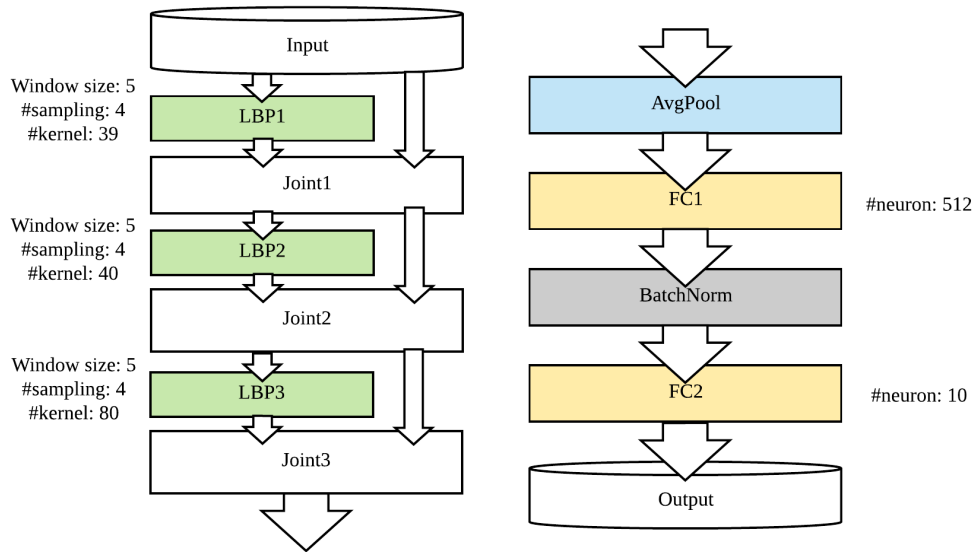 Input
Window size: 5
#sampling: 4
#kernel: 39
LBP1
Joint1
Window size: 5
#sampling: 4
#kernel: 40
LBP2
Joint2
Window size: 5
#sampling: 4
#kernel: 80
LBP3
Joint3
AvgPool
FC1
#neuron: 512
BatchNorm
FC2
#neuron: 10
Output